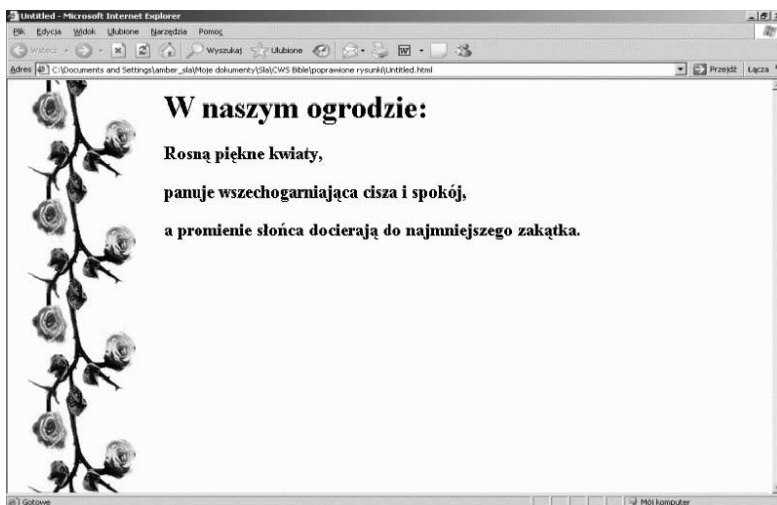 Untitled - Microsoft Internet Explorer
Plik Edycja Widok Ulubione Narzędzia Pomoc
Wstecz Wyszukaj Ulubione
Adres C:\Documents and Settings\amber_sla\Moje dokumenty\Sla\CWS Bible\poprawione rysunki\Untitled.html Przejdź Łącza
W naszym ogrodzie:
Rosną piękne kwiaty,
panuje wszechogarniająca cisza i spokój,
a promienie słońca docierają do najmniejszego zakątka.
Gotowe Mój komputer